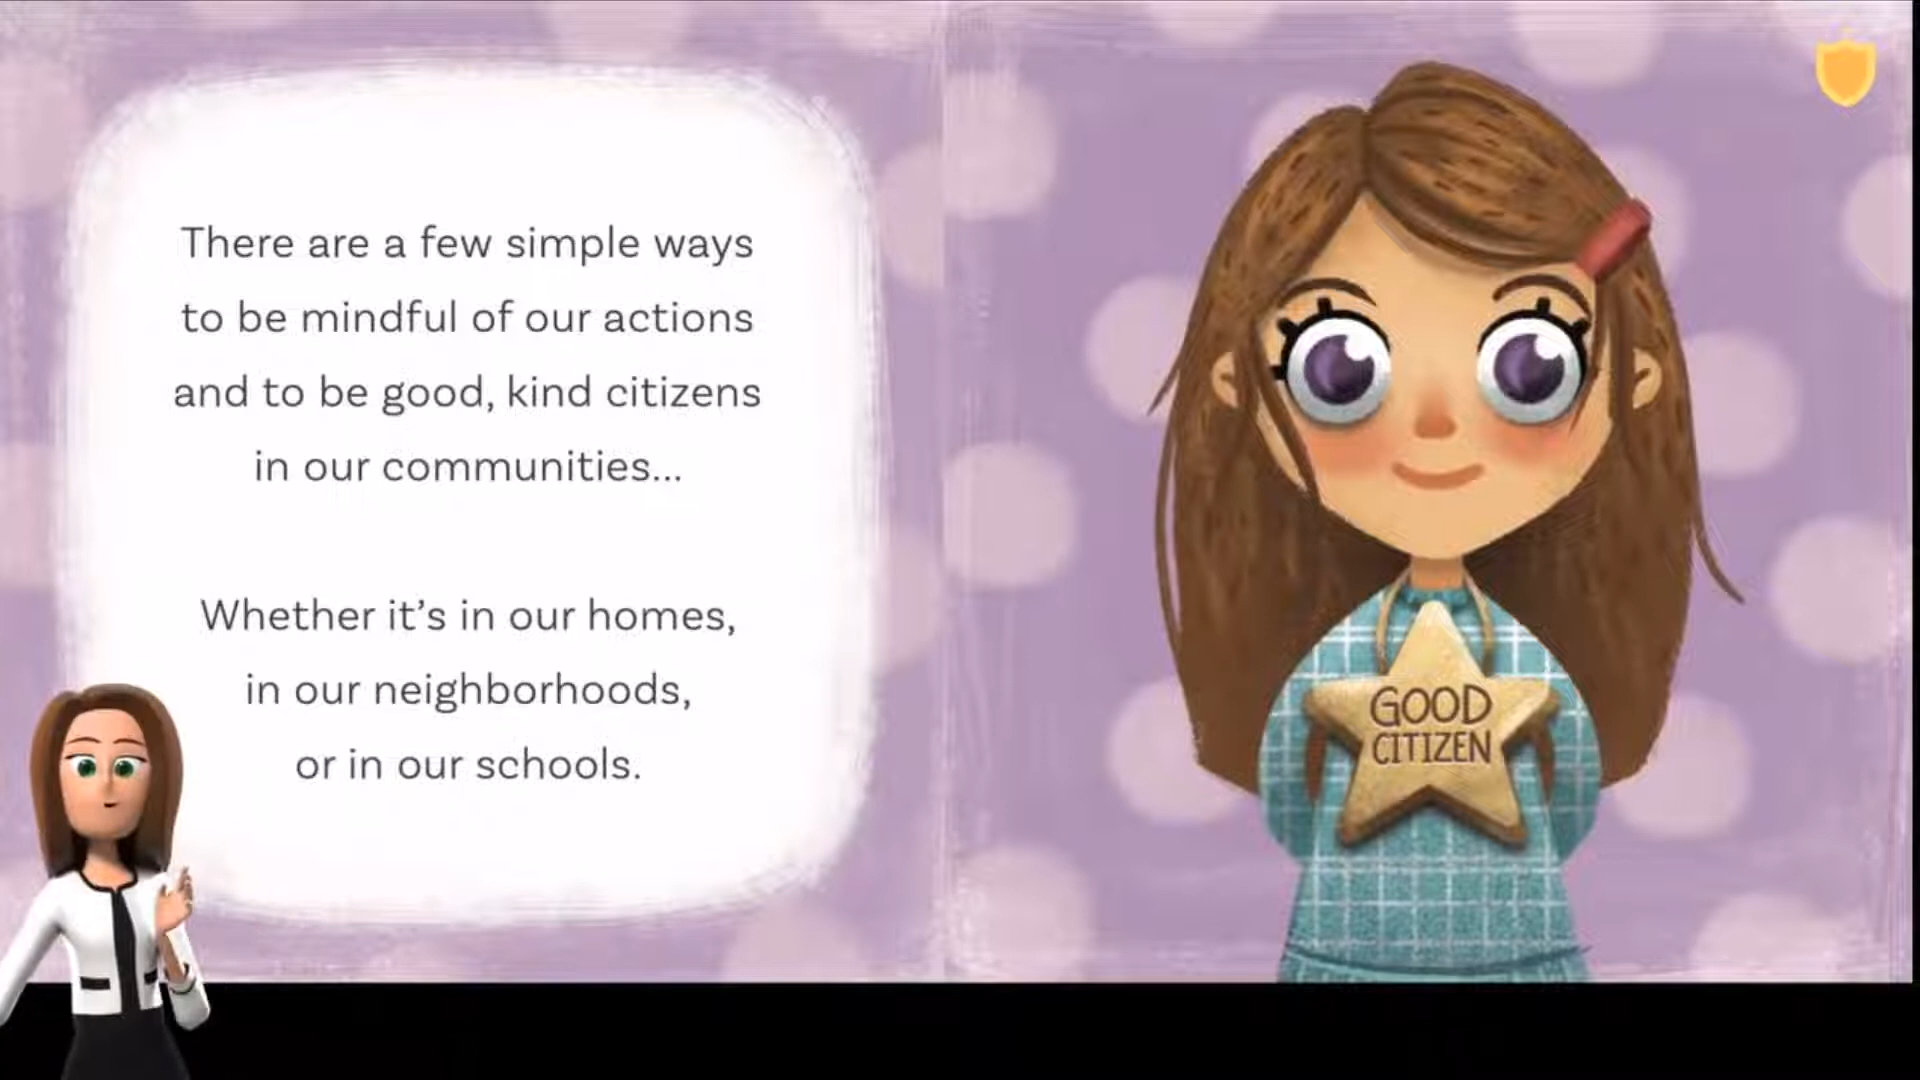 There are a few simple ways
to be mindful of our actions
and to be good, kind citizens
in our communities...
Whether it’s in our homes,
in our neighborhoods,
or in our schools.
GOOD
CITIZEN